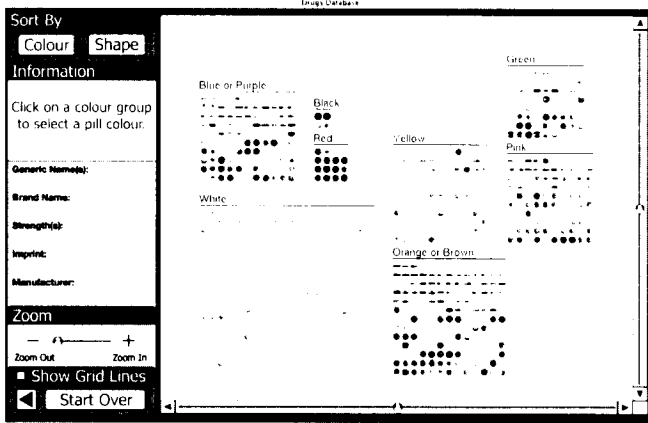 Drugs Database
Sort By
Colour Shape
Information
Click on a colour group
to select a pill colour.
Generic Name(s):
Brand Name:
Strength(s):
Imprint:
Manufacturer:
Zoom
Zoom Out Zoom In
Show Grid Lines
Start Over
Blue or Purple
Black
Red
White
Green
Yellow
Pink
Orange or Brown